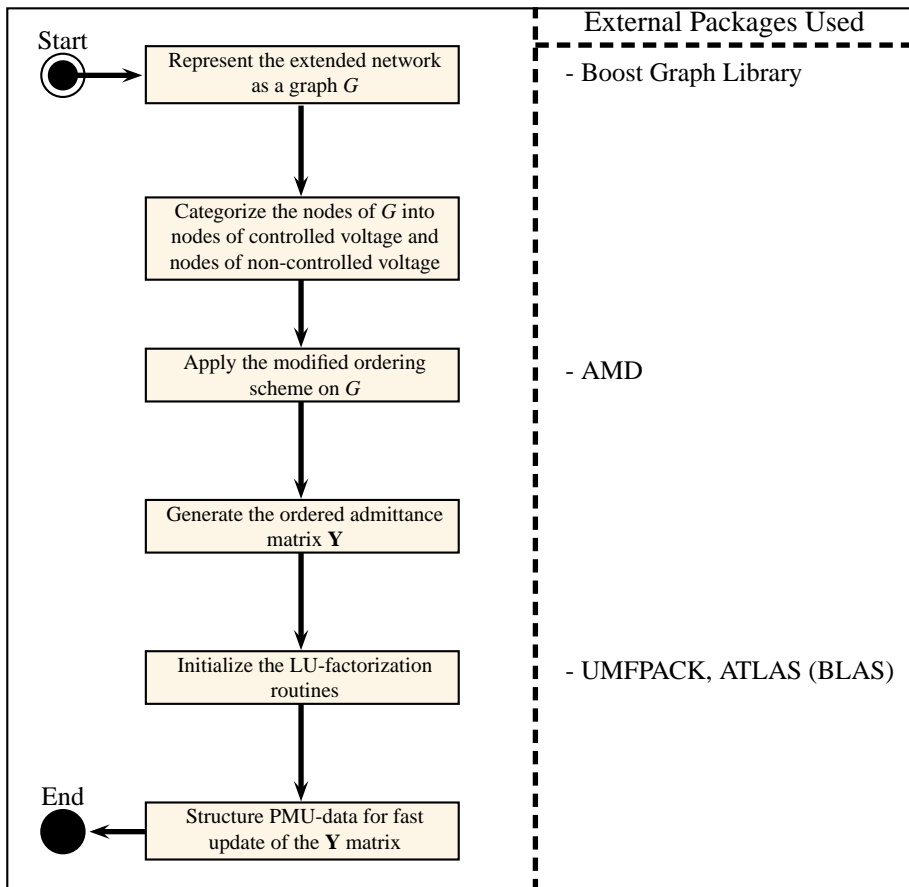 External Packages Used
Start
Represent the extended network
as a graph G
- Boost Graph Library
Categorize the nodes of G into
nodes of controlled voltage and
nodes of non-controlled voltage
Apply the modified ordering
scheme on G
- AMD
Generate the ordered admittance
matrix Y
Initialize the LU-factorization
routines
- UMFPACK, ATLAS (BLAS)
End
Structure PMU-data for fast
update of the Y matrix